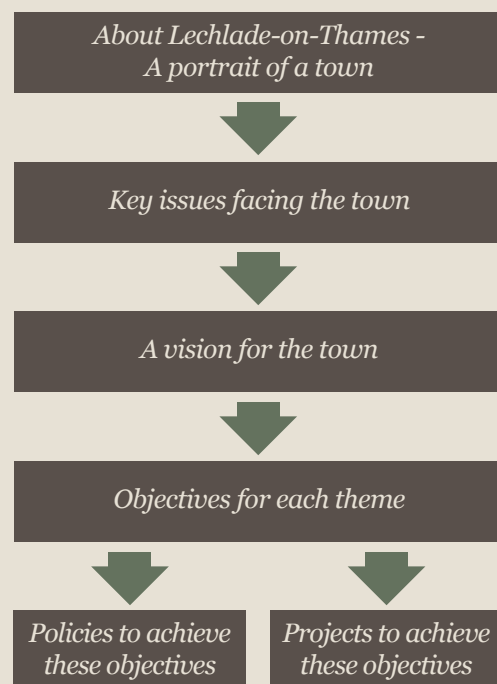 About Lechlade-on-Thames -
A portrait of a town
Key issues facing the town
A vision for the town
Objectives for each theme
Policies to achieve
these objectives
Projects to achieve
these objectives